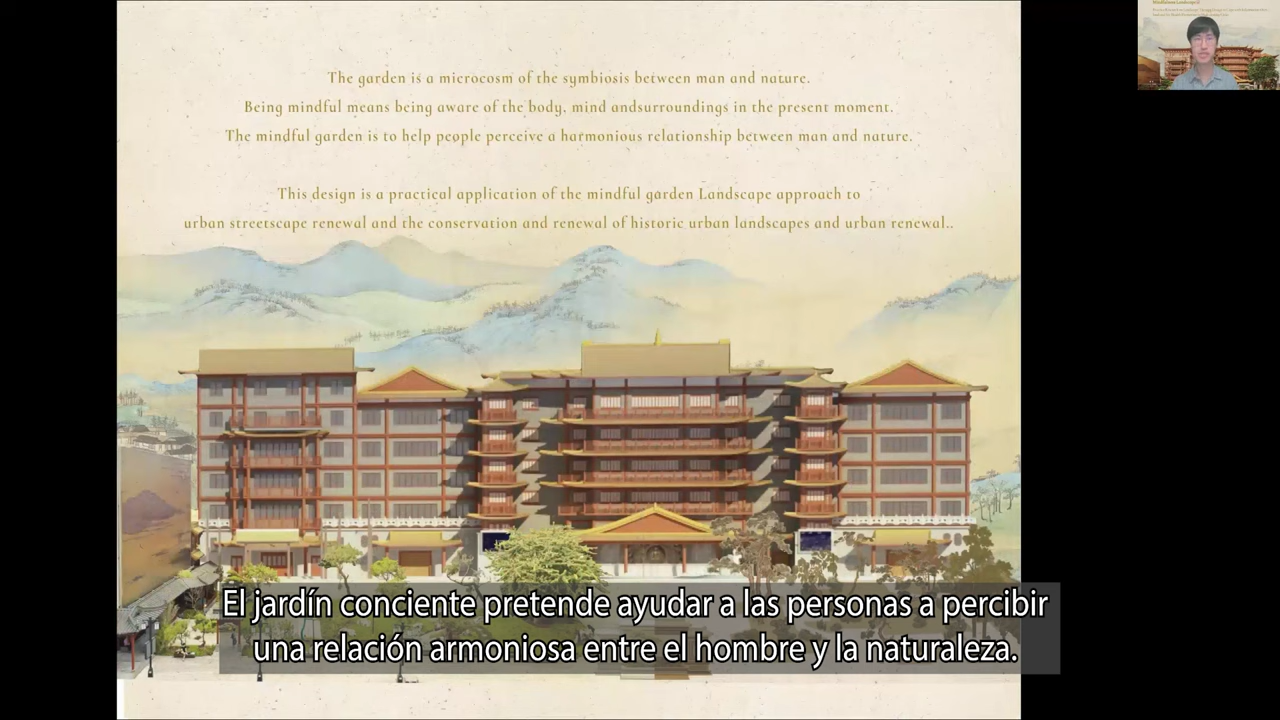 The garden is a microcosm of the symbiosis between man and nature.
Being mindful means being aware of the body, mind andsurroundings in the present moment.
The mindful garden is to help people perceive a harmonious relationship between man and nature.
This design is a practical application of the mindful garden Landscape approach to
urban streetscape renewal and the conservation and renewal of historic urban landscapes and urban renewal..
El jardín conciente pretende ayudar a las personas a percibir
una relación armoniosa entre el hombre y la naturaleza.